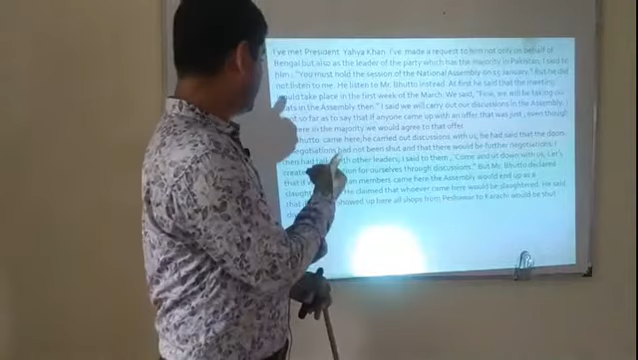 I've met President Yahya Khan. I've made a request to him not only on behalf of
Bengal but also as the leader of the party which has the majority in Pakistan. I said to
him, "You must hold the session of the National Assembly on 15 January." But he did
not listen to me. He listen to Mr. Bhutto instead. At first he said that the meeting
would take place in the first week of the March. We said, "Fine, we will be taking our
in the Assembly then." I said we will carry out our discussions in the Assembly
so far as to say that if anyone came up with an offer that was just, even though
in the majority we would agree to that offer.
came here, he carried out discussions with us; he had said that the door
negotiations had not been shut and that there would be further negotiations. I
then had with other leaders; I said to them, "Come and sit down with us. Let's
create for ourselves through discussions." But Mr. Bhutto declared
that if members came here the Assembly would end up as a
He claimed that whoever came here would be slaughtered. He said
that showed up here all shops from Peshawar to Karachi would be shut